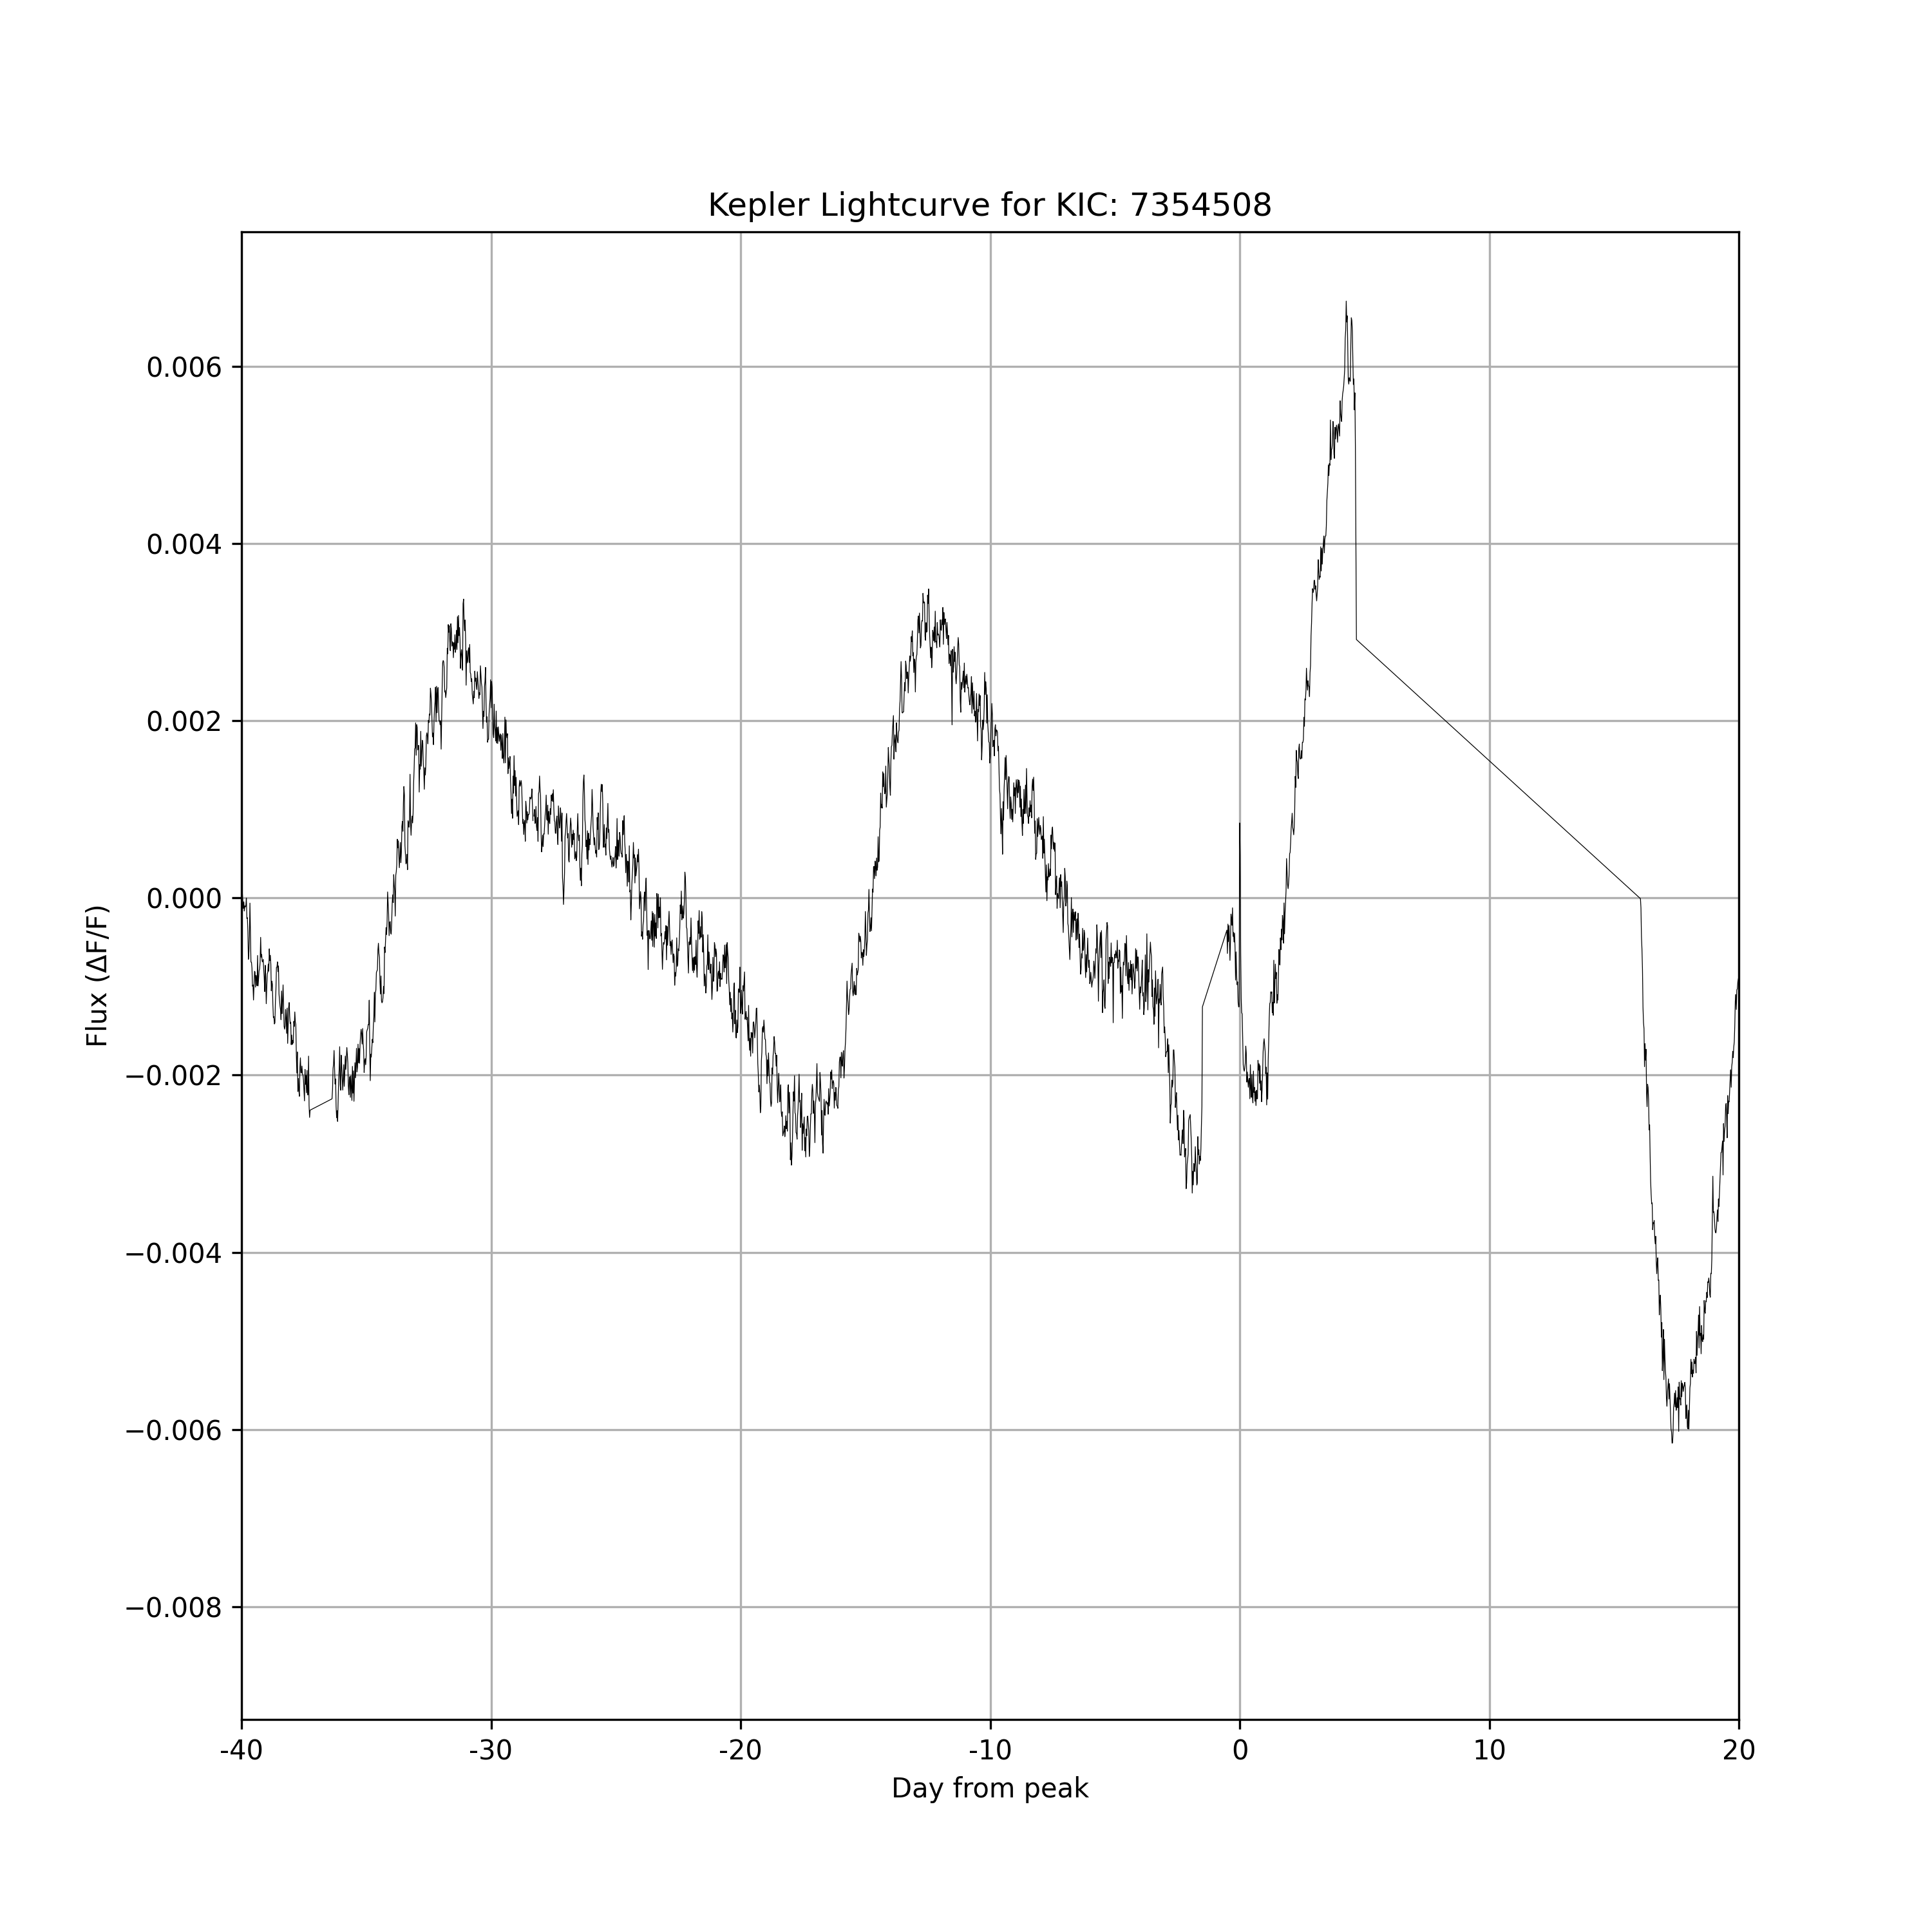 Kepler Lightcurve for KIC: 7354508
Flux (ΔF/F)
0.006
0.004
0.002
0.000
−0.002
−0.004
−0.006
−0.008
-40 -30 -20 -10 0 10 20
Day from peak